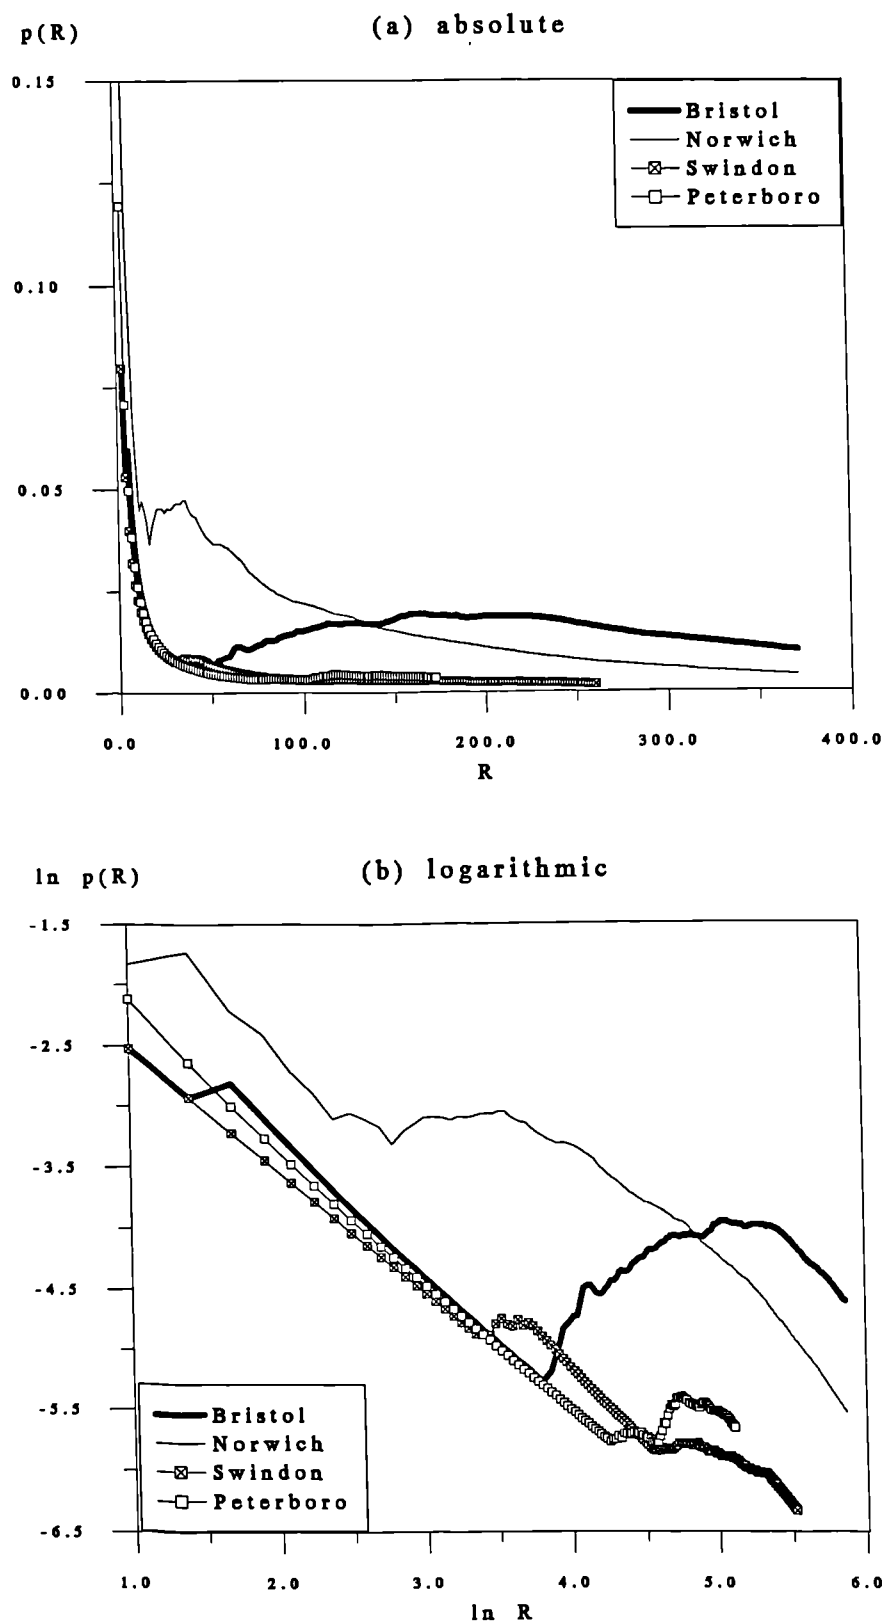 (a) absolute
p(R)
0.15
Bristol
Norwich
Swindon
Peterboro
0.10
0.05
0.00
0.0 100.0 200.0 300.0 400.0
R
(b) logarithmic
ln p(R)
-1.5
-2.5
-3.5
-4.5
-5.5
Bristol
Norwich
Swindon
Peterboro
-6.5
1.0 2.0 3.0 4.0 5.0 6.0
ln R